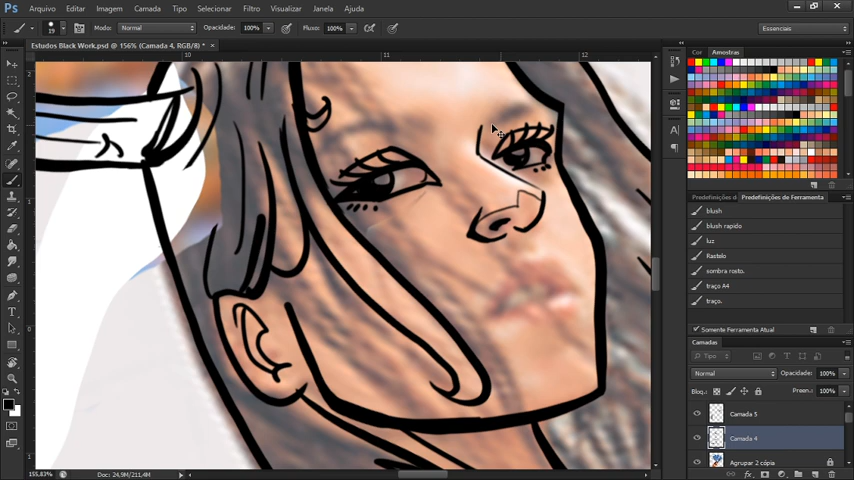 Ps Arquivo Editar Imagem Camada Tipo Selecionar Filtro Visualizar Janela Ajuda
19 Modo: Normal Opacidade: 100% Fluxo: 100% Essenciais
Estudos Black Work.psd @ 156% (Camada 4, RGB/8) * ×
10 11 12
Cor Amostras
Predefinições d Predefinições de Ferramenta
blush
blush rapido
luz
Rastelo
sombra rosto.
traço A4
traço.
Somente Ferramenta Atual
Camadas
Tipo
Normal Opacidade: 100%
Bloq.: Preen.: 100%
Camada 5
Camada 4
Agrupar 2 cópia
155,83% Doc: 24,9M/211,4M